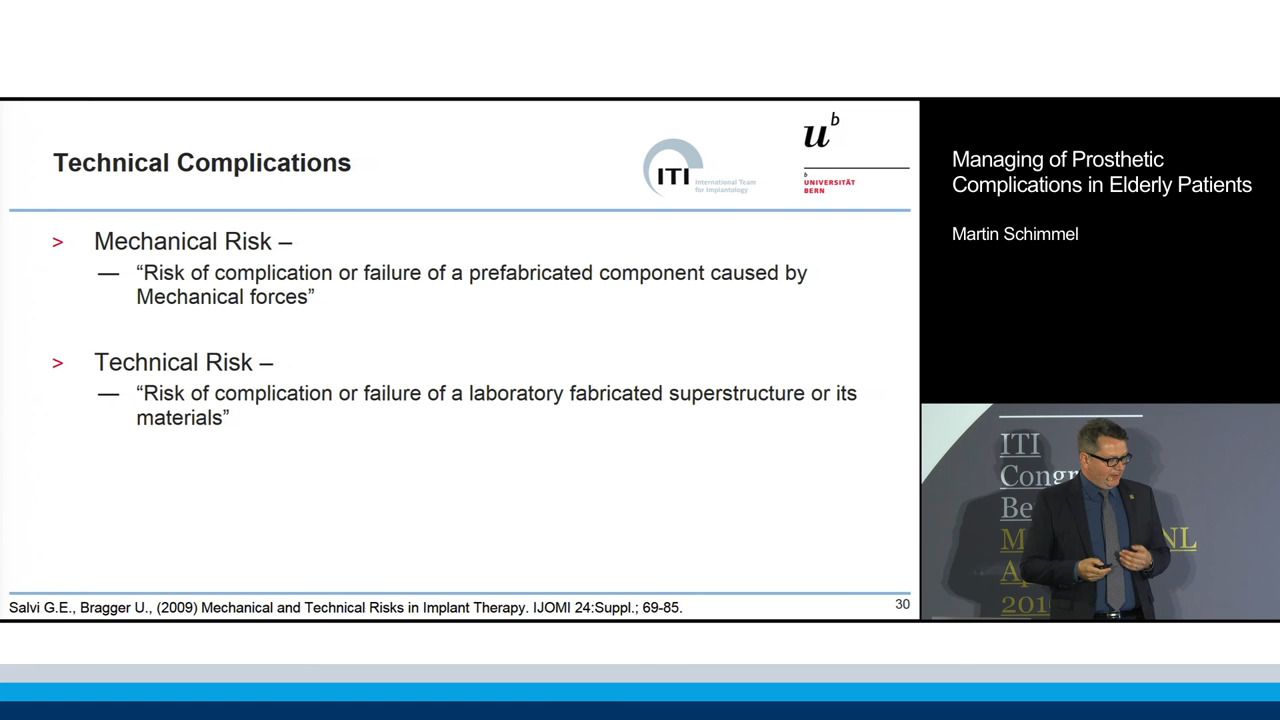 Technical Complications
ITI
International Team
for Implantology
u
b
b
UNIVERSITÄT
BERN
> Mechanical Risk –
— “Risk of complication or failure of a prefabricated component caused by
Mechanical forces”
> Technical Risk –
— “Risk of complication or failure of a laboratory fabricated superstructure or its
materials”
Salvi G.E., Bragger U., (2009) Mechanical and Technical Risks in Implant Therapy. IJOMI 24:Suppl.; 69-85.
30
Managing of Prosthetic
Complications in Elderly Patients
Martin Schimmel
ITI